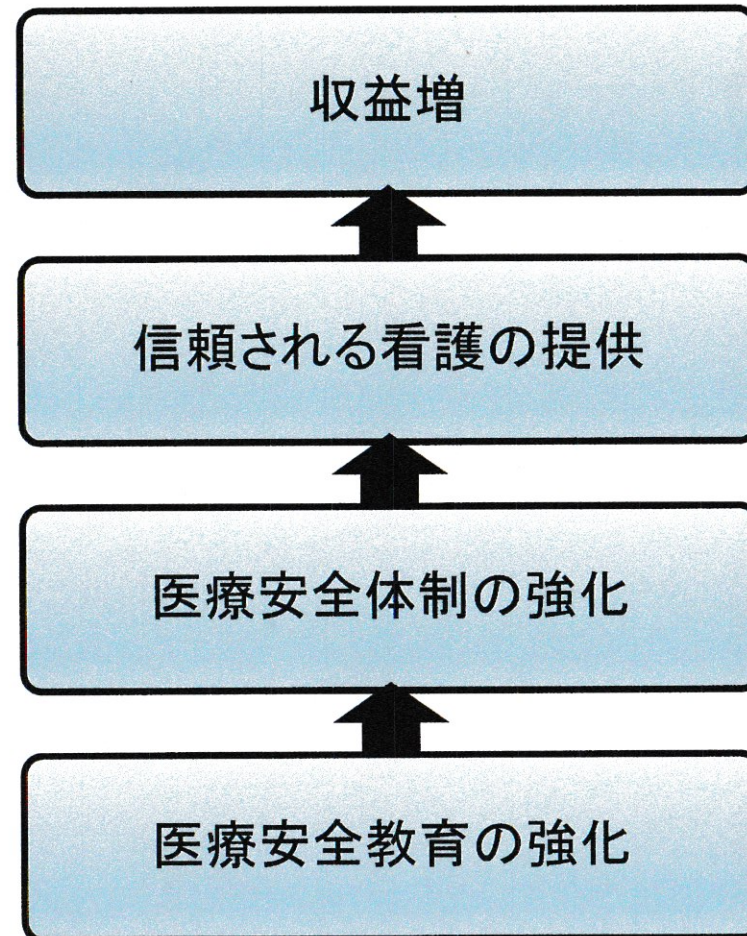 収益増
信頼される看護の提供
医療安全体制の強化
医療安全教育の強化